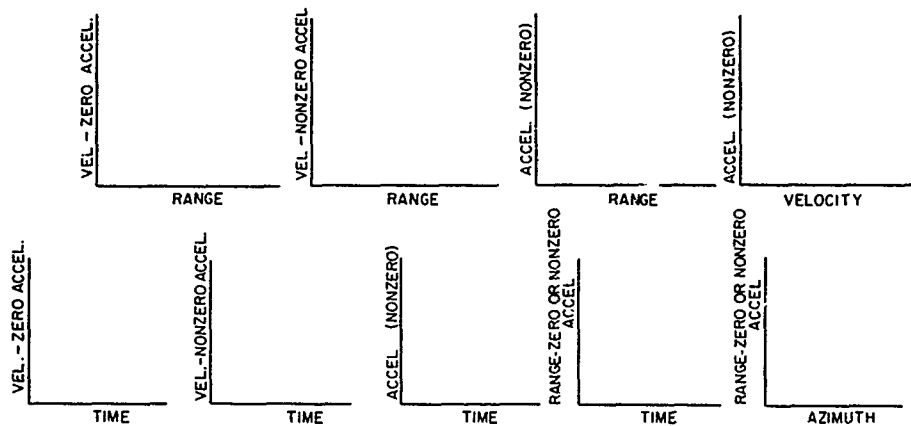 VEL - ZERO ACCEL.
RANGE
VEL - NONZERO ACCEL
RANGE
ACCEL. (NONZERO)
RANGE
ACCEL. (NONZERO)
VELOCITY
VEL. - ZERO ACCEL.
TIME
VEL. - NONZERO ACCEL.
TIME
ACCEL (NONZERO)
TIME
RANGE-ZERO OR NONZERO
ACCEL
TIME
RANGE-ZERO OR NONZERO
ACCEL
AZIMUTH